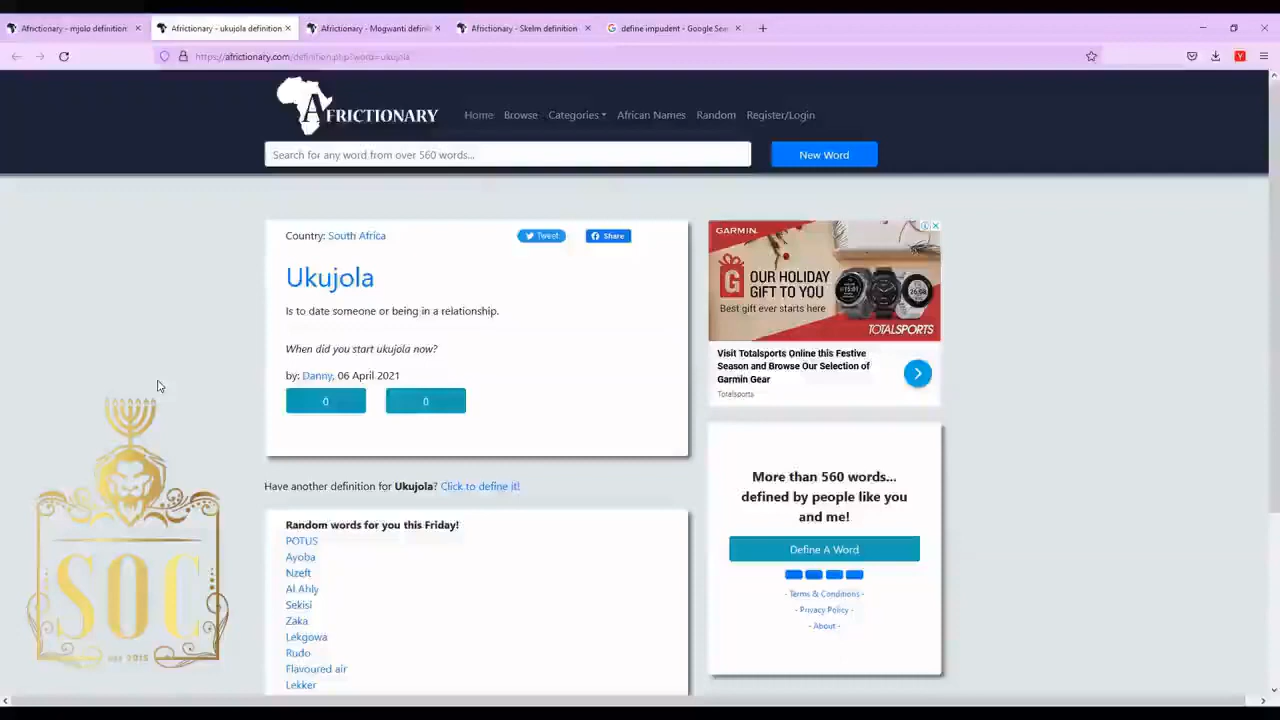 Africtionary - mjolo definition
Africtionary - ukujola definition
Africtionary - Mogwanti defini
Africtionary - Skelm definition
define impudent - Google Sea
https://africtionary.com/definition.php?word=ukujola
AFRICTIONARY
Home
Browse
Categories
African Names
Random
Register/Login
Search for any word from over 560 words...
New Word
Country: South Africa
Tweet
Share
Ukujola
Is to date someone or being in a relationship.
When did you start ukujola now?
by: Danny, 06 April 2021
0
0
Have another definition for Ukujola? Click to define it!
Random words for you this Friday!
POTUS
Ayoba
Nzeft
Al Ahly
Sekisi
Zaka
Lekgowa
Rudo
Flavoured air
Lekker
GARMIN.
G
OUR HOLIDAY
GIFT TO YOU
Best gift ever starts here
TOTALSPORTS
Visit Totalsports Online this Festive
Season and Browse Our Selection of
Garmin Gear
Totalsports
More than 560 words...
defined by people like you
and me!
Define A Word
- Terms & Conditions -
- Privacy Policy -
- About -
SOC
EST 2015